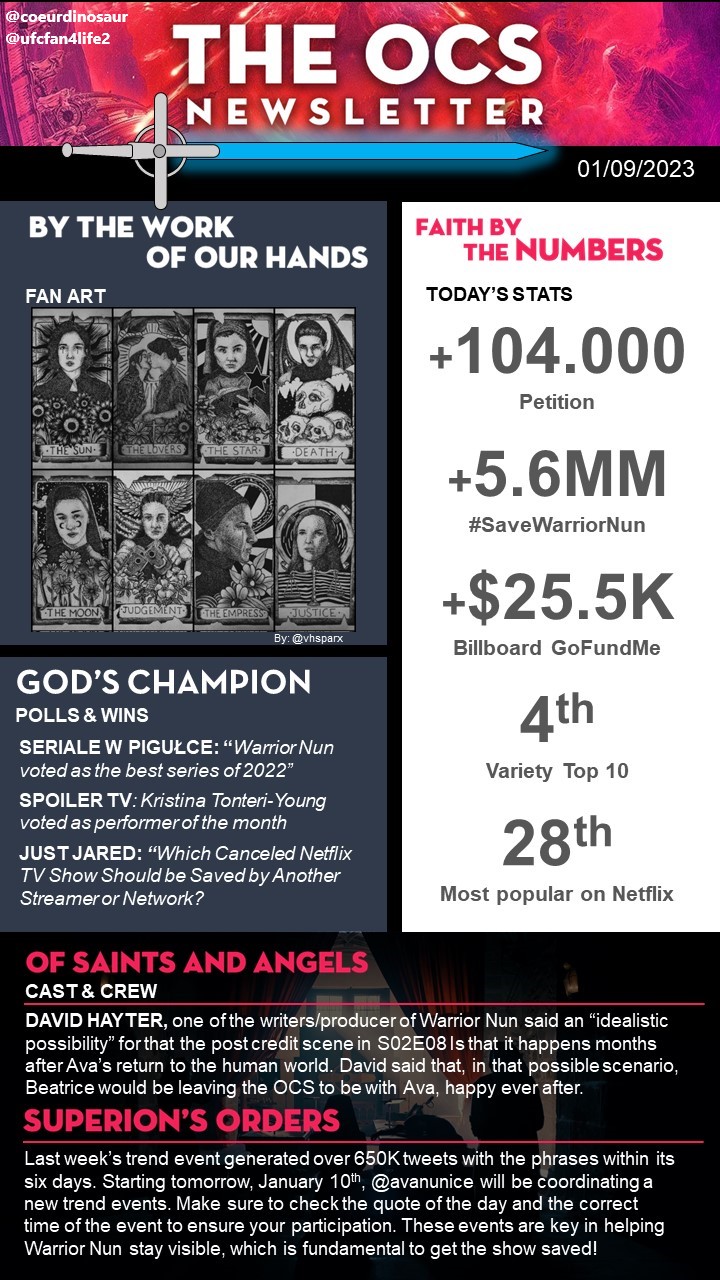 @coeurdinosaur
@ufcfan4life2
THE OCS
NEWSLETTER
01/09/2023
BY THE WORK
OF OUR HANDS
FAN ART
·THE SUN·
THE LOVERS
·THE STAR·
·DEATH·
·THE MOON·
JUDGEMENT
·THE EMPRESS·
·JUSTICE·
By: @vhsparx
GOD'S CHAMPION
POLLS & WINS
SERIALE W PIGUŁCE: “Warrior Nun
voted as the best series of 2022”
SPOILER TV: Kristina Tonteri-Young
voted as performer of the month
JUST JARED: “Which Canceled Netflix
TV Show Should be Saved by Another
Streamer or Network?
FAITH BY
THE NUMBERS
TODAY’S STATS
+104.000
Petition
+5.6MM
#SaveWarriorNun
+$25.5K
Billboard GoFundMe
4th
Variety Top 10
28th
Most popular on Netflix
OF SAINTS AND ANGELS
CAST & CREW
DAVID HAYTER, one of the writers/producer of Warrior Nun said an “idealistic
possibility” for that the post credit scene in S02E08 Is that it happens months
after Ava’s return to the human world. David said that, in that possible scenario,
Beatrice would be leaving the OCS to be with Ava, happy ever after.
SUPERION’S ORDERS
Last week’s trend event generated over 650K tweets with the phrases within its
six days. Starting tomorrow, January 10th, @avanunice will be coordinating a
new trend events. Make sure to check the quote of the day and the correct
time of the event to ensure your participation. These events are key in helping
Warrior Nun stay visible, which is fundamental to get the show saved!